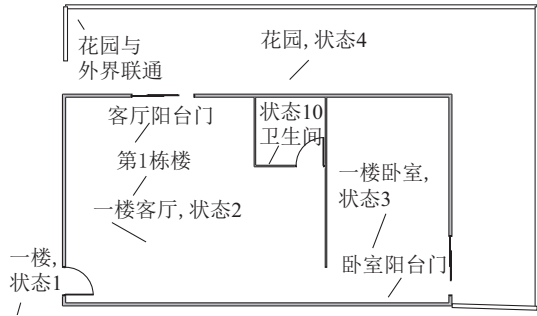 花园与
外界联通
花园, 状态4
客厅阳台门
第1栋楼
一楼客厅, 状态2
状态10
卫生间
一楼卧室,
状态3
卧室阳台门
一楼,
状态1